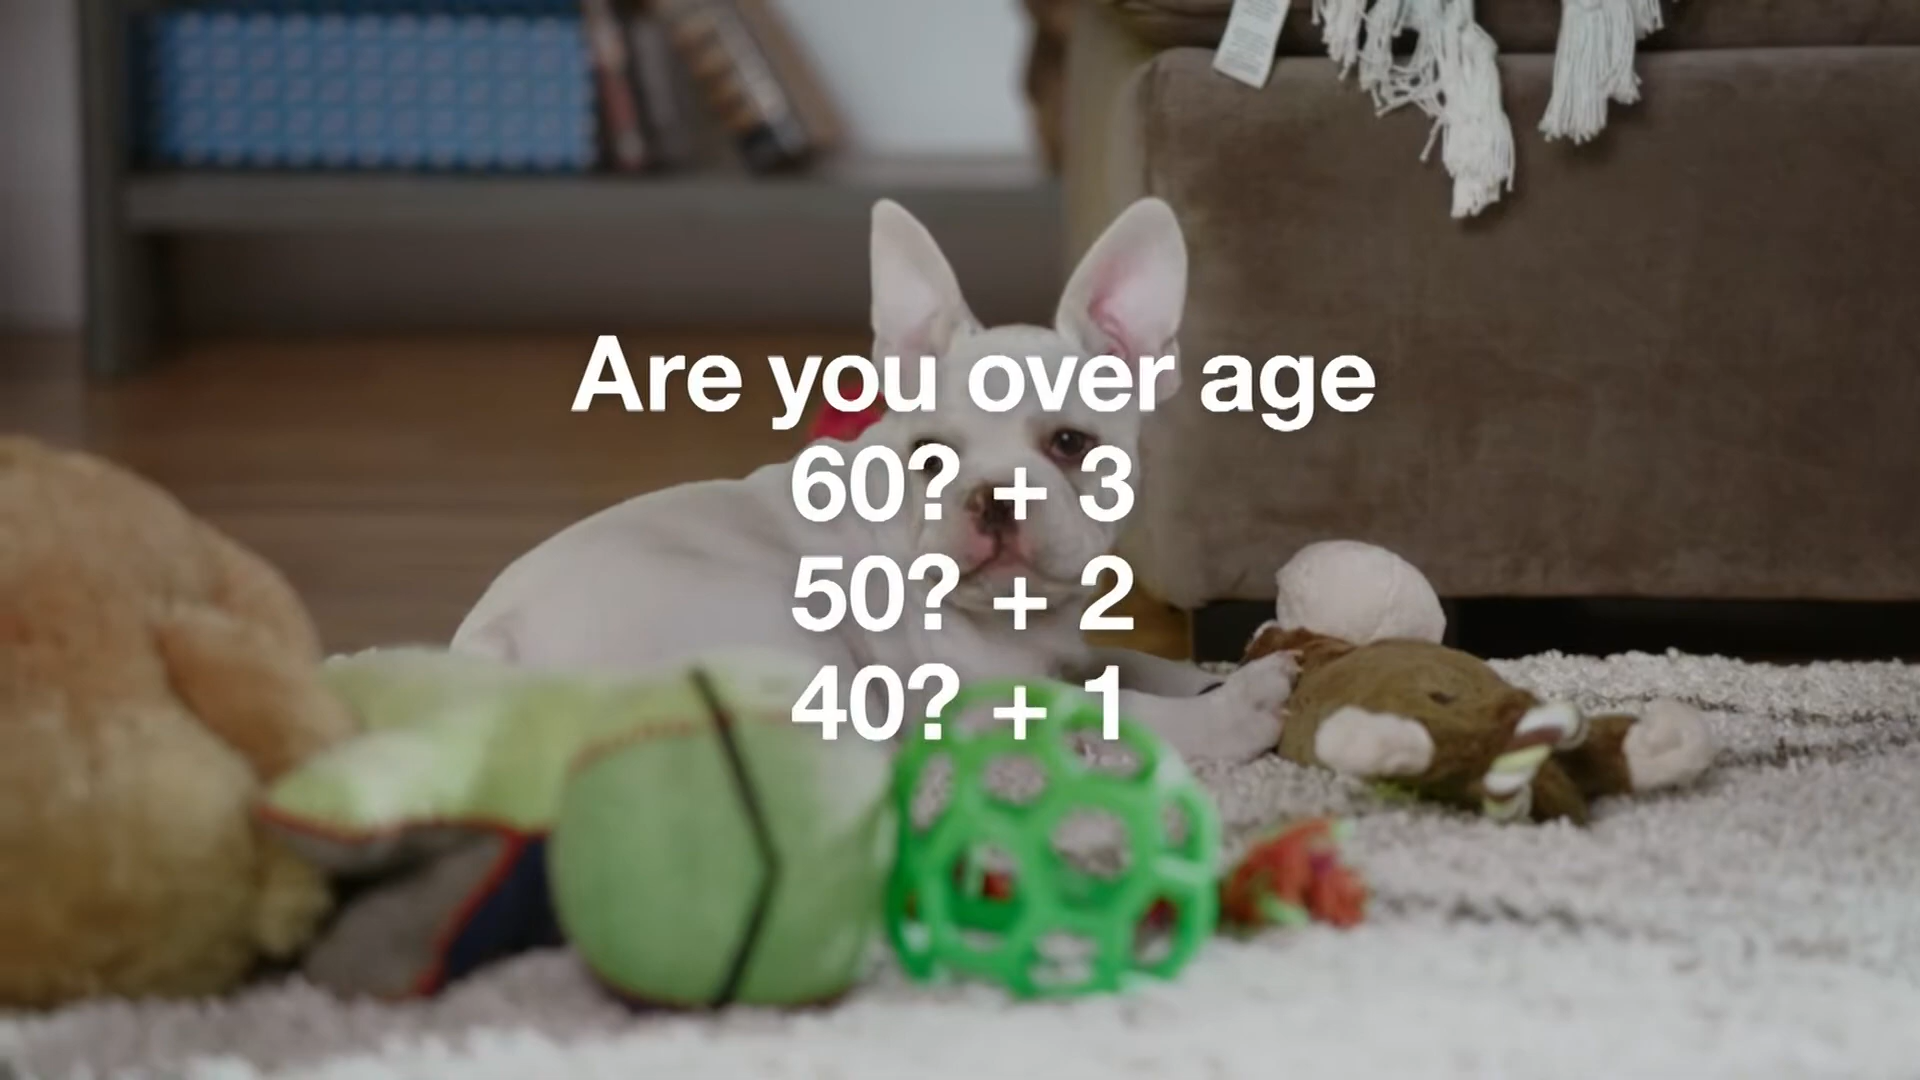 Are you over age
60? + 3
50? + 2
40? + 1